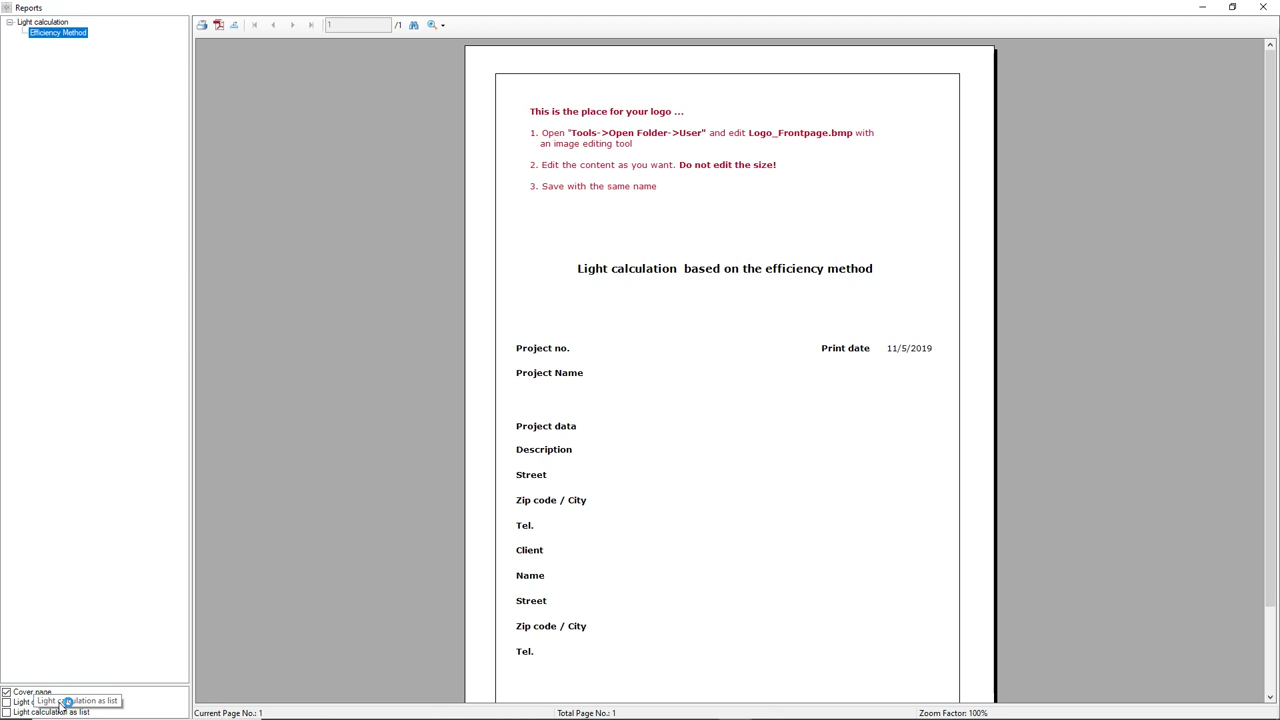 Reports
Light calculation
Efficiency Method
1
/1
This is the place for your logo ...
1. Open "Tools->Open Folder->User" and edit Logo_Frontpage.bmp with
an image editing tool
2. Edit the content as you want. Do not edit the size!
3. Save with the same name
Light calculation based on the efficiency method
Project no.
Print date 11/5/2019
Project Name
Project data
Description
Street
Zip code / City
Tel.
Client
Name
Street
Zip code / City
Tel.
Cover page
Light
Light calculation as list
Light calculation as list
Current Page No.: 1
Total Page No.: 1
Zoom Factor: 100%